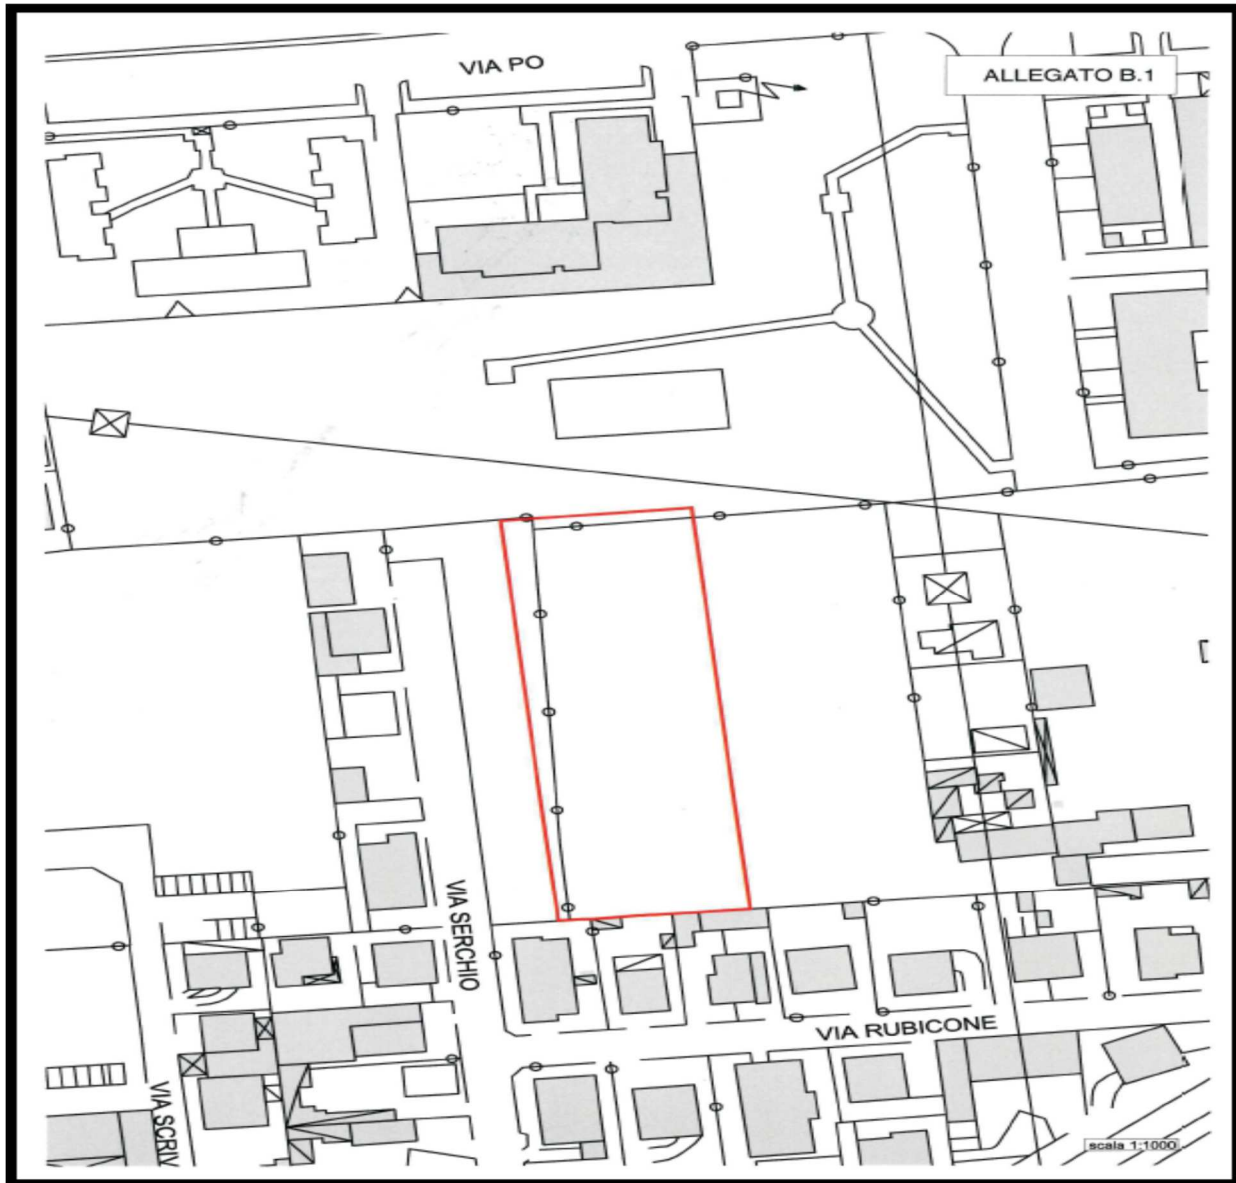 VIA PO
ALLEGATO B.1
VIA SERCHIO
VIA RUBICONE
VIA SCRIV
scala 1:1000